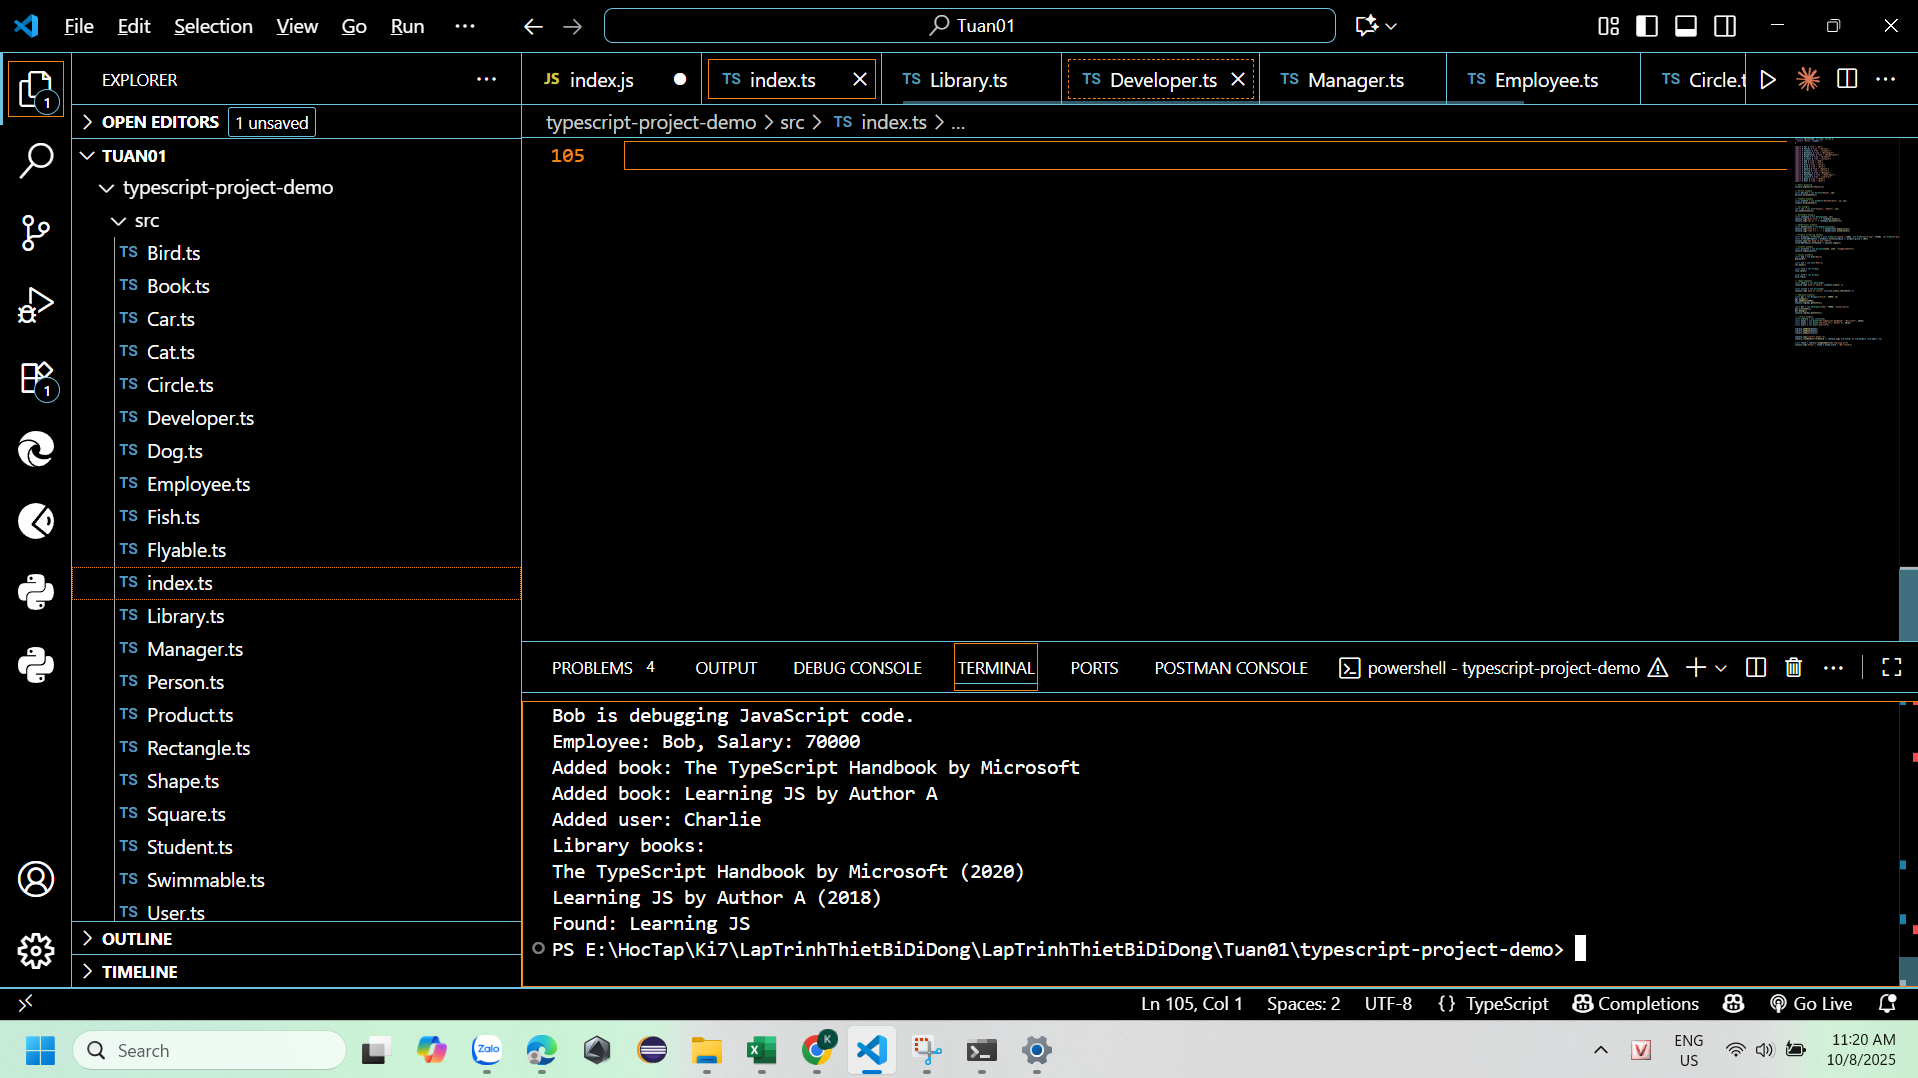 File Edit Selection View Go Run
Tuan01
EXPLORER
1
index.js
JS
TS index.ts
TS Library.ts
TS Developer.ts
TS Manager.ts
TS Employee.ts
TS Circle.t
OPEN EDITORS 1 unsaved
typescript-project-demo > src > TS index.ts > ...
105
TUAN01
typescript-project-demo
src
TS Bird.ts
TS Book.ts
TS Car.ts
TS Cat.ts
TS Circle.ts
1
TS Developer.ts
TS Dog.ts
TS Employee.ts
TS Fish.ts
TS Flyable.ts
TS index.ts
TS Library.ts
TS Manager.ts
TS Person.ts
TS Product.ts
TS Rectangle.ts
TS Shape.ts
TS Square.ts
TS Student.ts
TS Swimmable.ts
TS User.ts
OUTLINE
TIMELINE
PROBLEMS 4 OUTPUT DEBUG CONSOLE TERMINAL PORTS POSTMAN CONSOLE powershell - typescript-project-demo
Bob is debugging JavaScript code.
Employee: Bob, Salary: 70000
Added book: The TypeScript Handbook by Microsoft
Added book: Learning JS by Author A
Added user: Charlie
Library books:
The TypeScript Handbook by Microsoft (2020)
Learning JS by Author A (2018)
Found: Learning JS
PS E:\HocTap\Ki7\LapTrinhThietBiDiDong\LapTrinhThietBiDiDong\Tuan01\typescript-project-demo>
Ln 105, Col 1 Spaces: 2 UTF-8 {} TypeScript Completions Go Live
Search
Zalo
K
V
ENG
US
11:20 AM
10/8/2025